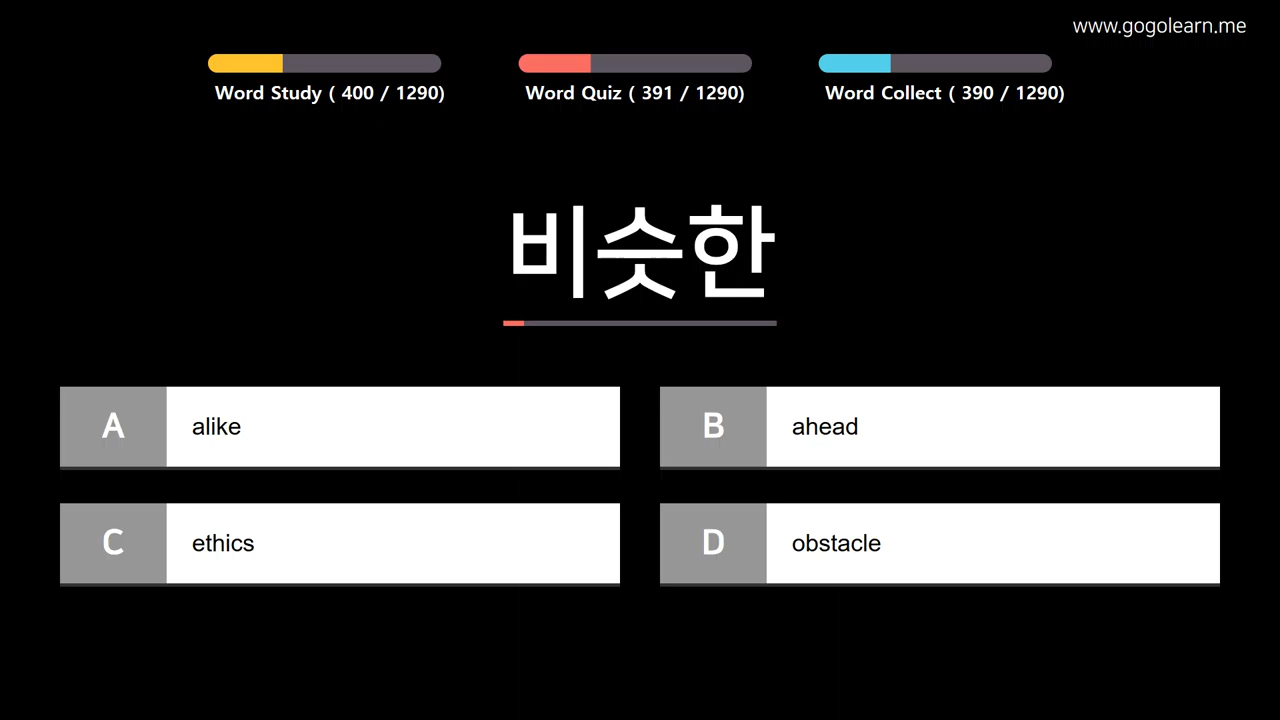 www.gogolearn.me
Word Study ( 400 / 1290)
Word Quiz ( 391 / 1290)
Word Collect ( 390 / 1290)
비슷한
A alike
B ahead
C ethics
D obstacle